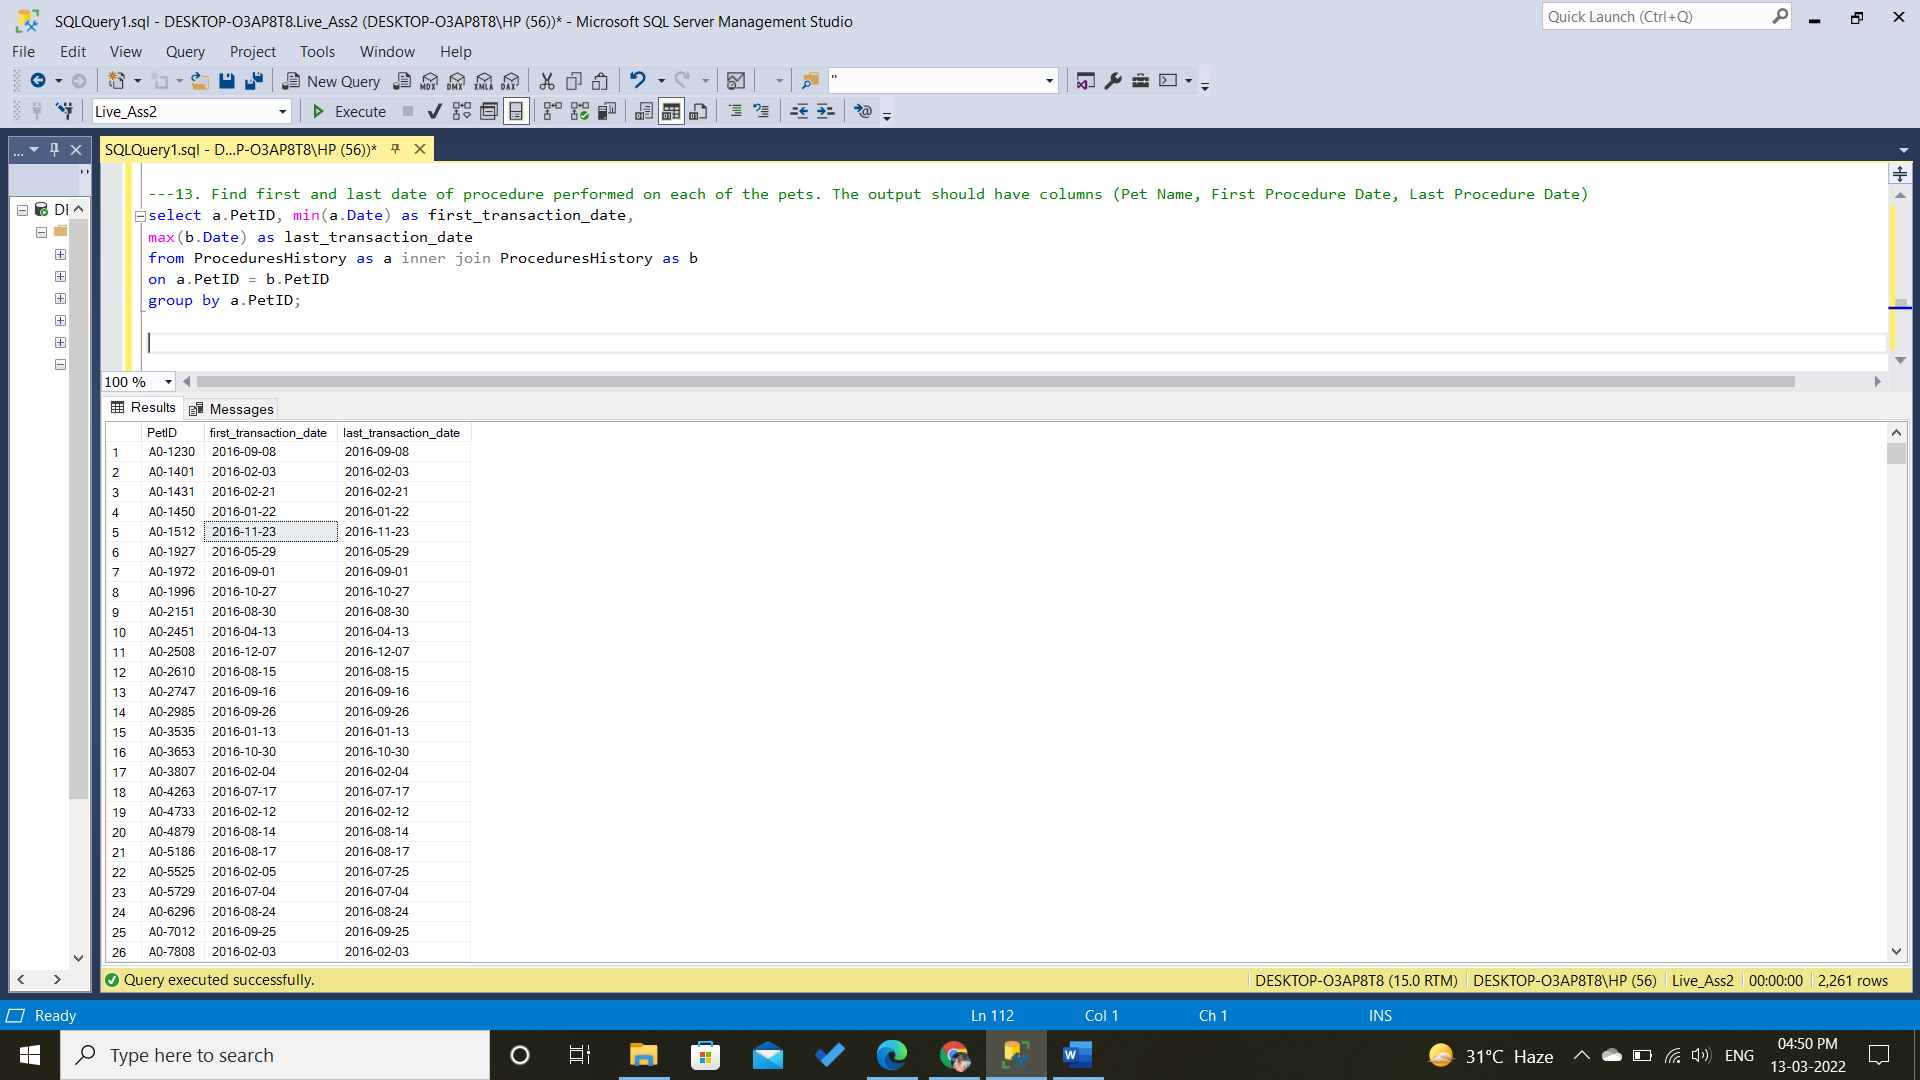 SQLQuery1.sql - DESKTOP-O3AP8T8.Live_Ass2 (DESKTOP-O3AP8T8\HP (56))* - Microsoft SQL Server Management Studio
Quick Launch (Ctrl+Q)
File Edit View Query Project Tools Window Help
New Query MDX DMX XMLA DAX "
Live_Ass2 Execute
... SQLQuery1.sql - D...P-O3AP8T8\HP (56))*
DI
---13. Find first and last date of procedure performed on each of the pets. The output should have columns (Pet Name, First Procedure Date, Last Procedure Date)
select a.PetID, min(a.Date) as first_transaction_date,
max(b.Date) as last_transaction_date
from ProceduresHistory as a inner join ProceduresHistory as b
on a.PetID = b.PetID
group by a.PetID;
100 %
Results Messages
PetID first_transaction_date last_transaction_date
1 A0-1230 2016-09-08 2016-09-08
2 A0-1401 2016-02-03 2016-02-03
3 A0-1431 2016-02-21 2016-02-21
4 A0-1450 2016-01-22 2016-01-22
5 A0-1512 2016-11-23 2016-11-23
6 A0-1927 2016-05-29 2016-05-29
7 A0-1972 2016-09-01 2016-09-01
8 A0-1996 2016-10-27 2016-10-27
9 A0-2151 2016-08-30 2016-08-30
10 A0-2451 2016-04-13 2016-04-13
11 A0-2508 2016-12-07 2016-12-07
12 A0-2610 2016-08-15 2016-08-15
13 A0-2747 2016-09-16 2016-09-16
14 A0-2985 2016-09-26 2016-09-26
15 A0-3535 2016-01-13 2016-01-13
16 A0-3653 2016-10-30 2016-10-30
17 A0-3807 2016-02-04 2016-02-04
18 A0-4263 2016-07-17 2016-07-17
19 A0-4733 2016-02-12 2016-02-12
20 A0-4879 2016-08-14 2016-08-14
21 A0-5186 2016-08-17 2016-08-17
22 A0-5525 2016-02-05 2016-07-25
23 A0-5729 2016-07-04 2016-07-04
24 A0-6296 2016-08-24 2016-08-24
25 A0-7012 2016-09-25 2016-09-25
26 A0-7808 2016-02-03 2016-02-03
Query executed successfully. DESKTOP-O3AP8T8 (15.0 RTM) DESKTOP-O3AP8T8\HP (56) Live_Ass2 00:00:00 2,261 rows
Ready Ln 112 Col 1 Ch 1 INS
Type here to search 31°C Haze ENG 04:50 PM
13-03-2022